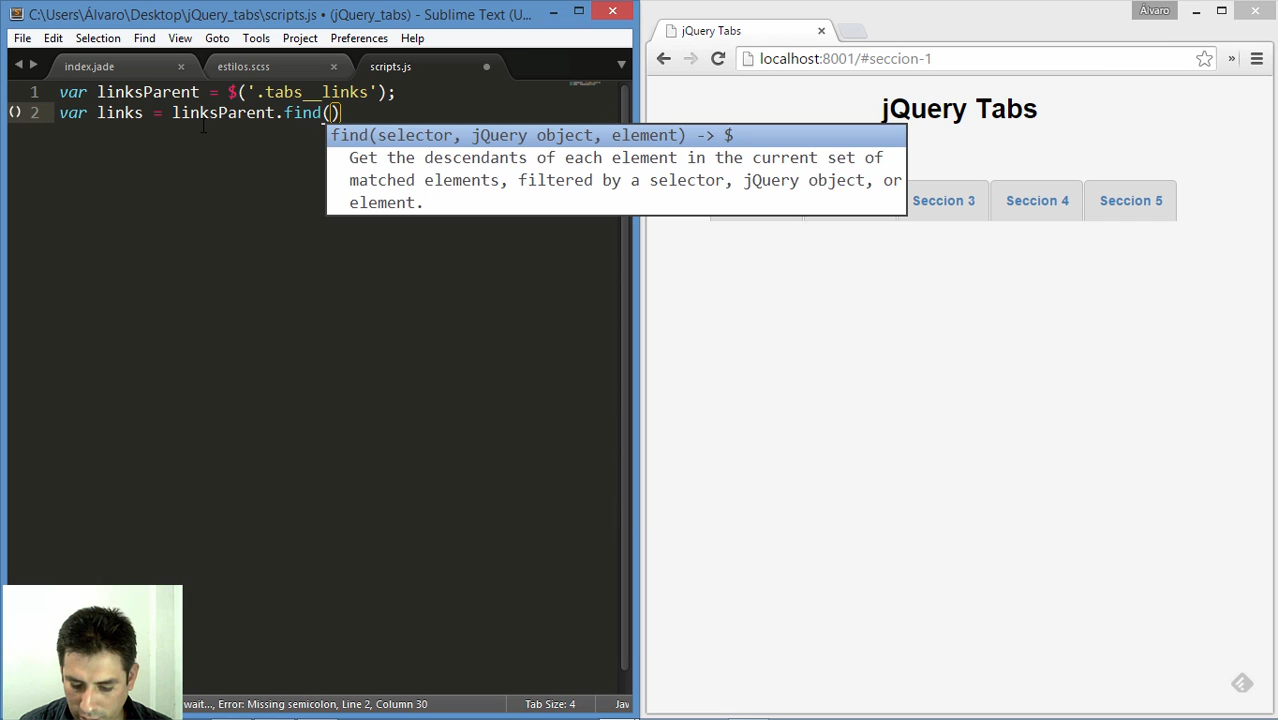 C:\Users\Álvaro\Desktop\jQuery_tabs\scripts.js • (jQuery_tabs) - Sublime Text (U...
File Edit Selection Find View Goto Tools Project Preferences Help
index.jade × estilos.scss × scripts.js
1 var linksParent = $('.tabs__links');
2 var links = linksParent.find()
find(selector, jQuery object, element) -> $
Get the descendants of each element in the current set of
matched elements, filtered by a selector, jQuery object, or
element.
wait..., Error: Missing semicolon, Line 2, Column 30 Tab Size: 4 Jav
Álvaro
jQuery Tabs ×
localhost:8001/#seccion-1 »
jQuery Tabs
Seccion 3 Seccion 4 Seccion 5